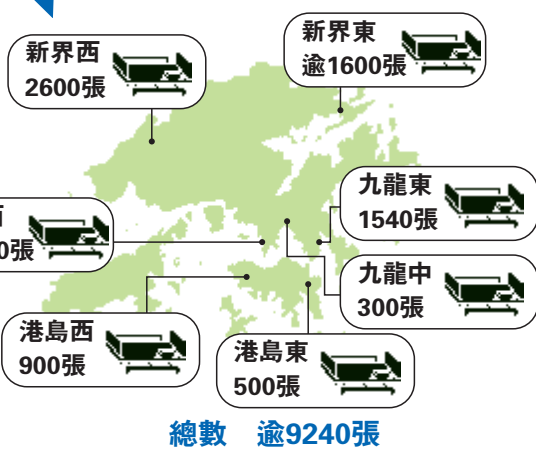 新界西
2600張
新界東
逾1600張
九龍東
1540張
0張
九龍中
300張
港島西
900張
港島東
500張
總數 逾9240張